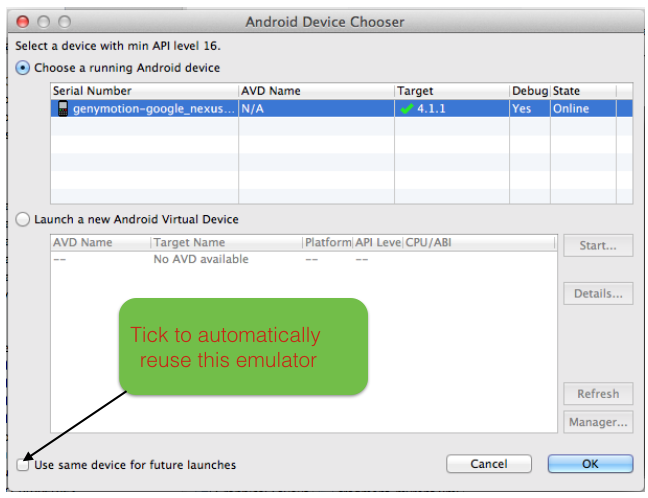 Android Device Chooser
Select a device with min API level 16.
Choose a running Android device
Serial Number AVD Name Target Debug State
genymotion-google_nexus... N/A 4.1.1 Yes Online
Launch a new Android Virtual Device
AVD Name Target Name Platform API Leve CPU/ABI
-- No AVD available -- --
Start...
Details...
Tick to automatically
reuse this emulator
Refresh
Manager...
Use same device for future launches
Cancel OK